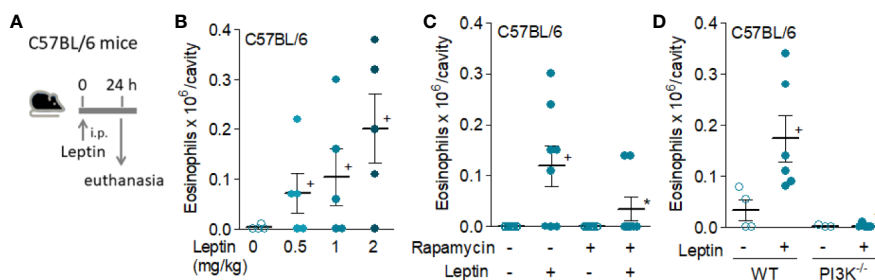 A
C57BL/6 mice
0 24 h
i.p.
Leptin
euthanasia
B
C57BL/6
Eosinophils x 10⁶/cavity
0.4
0.3
0.2
0.1
0.0
+
+
+
Leptin 0 0.5 1 2
(mg/kg)
C
C57BL/6
Eosinophils x 10⁶/cavity
0.4
0.3
0.2
0.1
0.0
+
*
Rapamycin - - + +
Leptin - + - +
D
C57BL/6
Eosinophils x 10⁶/cavity
0.4
0.3
0.2
0.1
0.0
+
Leptin - + - +
WT PI3K⁻/⁻